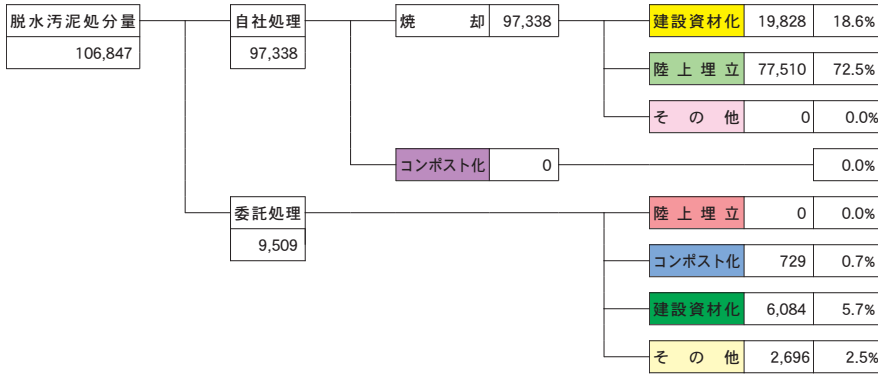 脱水汚泥処分量 自社処理 焼却 97,338 建設資材化 19,828 18.6%
106,847 97,338
陸上埋立 77,510 72.5%
その他 0 0.0%
コンポスト化 0 0.0%
委託処理 陸上埋立 0 0.0%
9,509
コンポスト化 729 0.7%
建設資材化 6,084 5.7%
その他 2,696 2.5%